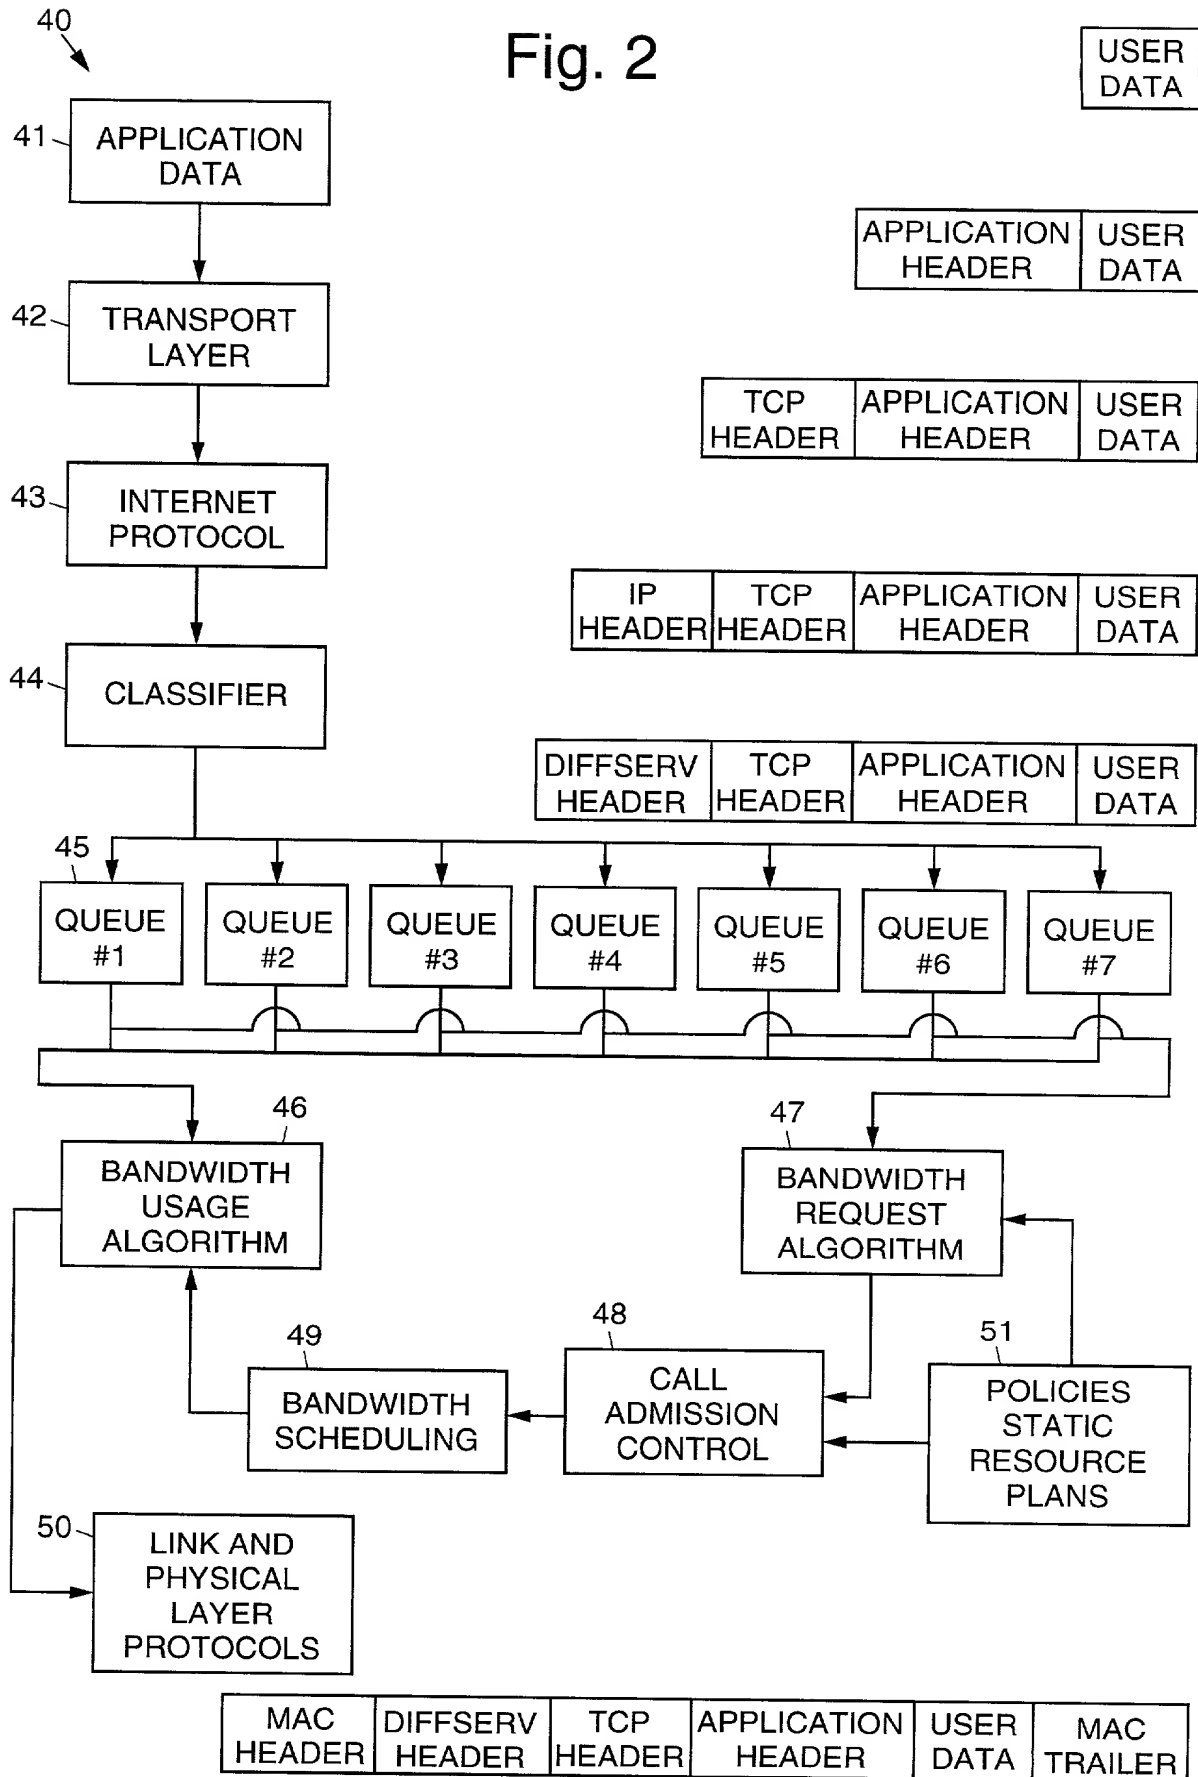 40
Fig. 2
USER
DATA
41
APPLICATION
DATA
APPLICATION
HEADER
USER
DATA
42
TRANSPORT
LAYER
TCP
HEADER
APPLICATION
HEADER
USER
DATA
43
INTERNET
PROTOCOL
IP
HEADER
TCP
HEADER
APPLICATION
HEADER
USER
DATA
44
CLASSIFIER
DIFFSERV
HEADER
TCP
HEADER
APPLICATION
HEADER
USER
DATA
45
QUEUE
#1
QUEUE
#2
QUEUE
#3
QUEUE
#4
QUEUE
#5
QUEUE
#6
QUEUE
#7
46
BANDWIDTH
USAGE
ALGORITHM
47
BANDWIDTH
REQUEST
ALGORITHM
49
BANDWIDTH
SCHEDULING
48
CALL
ADMISSION
CONTROL
51
POLICIES
STATIC
RESOURCE
PLANS
50
LINK AND
PHYSICAL
LAYER
PROTOCOLS
MAC
HEADER
DIFFSERV
HEADER
TCP
HEADER
APPLICATION
HEADER
USER
DATA
MAC
TRAILER